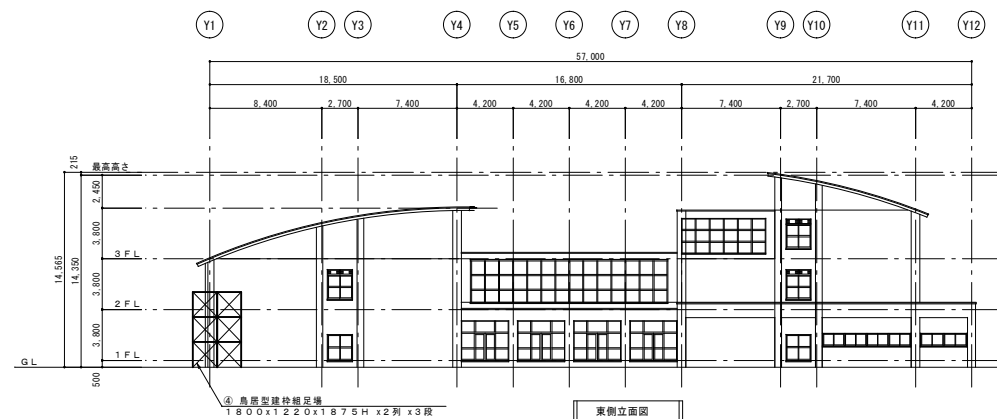 Y1 Y2 Y3 Y4 Y5 Y6 Y7 Y8 Y9 Y10 Y11 Y12
57,000
18,500 16,800 21,700
8,400 2,700 7,400 4,200 4,200 4,200 4,200 7,400 2,700 7,400 4,200
215
最高高さ
2,450
3,800
3FL
14,565
14,350
3,800
2FL
3,800
1FL
GL
500
④ 鳥居型建枠組足場
1800x1220x1875H x2列 x3段
東側立面図